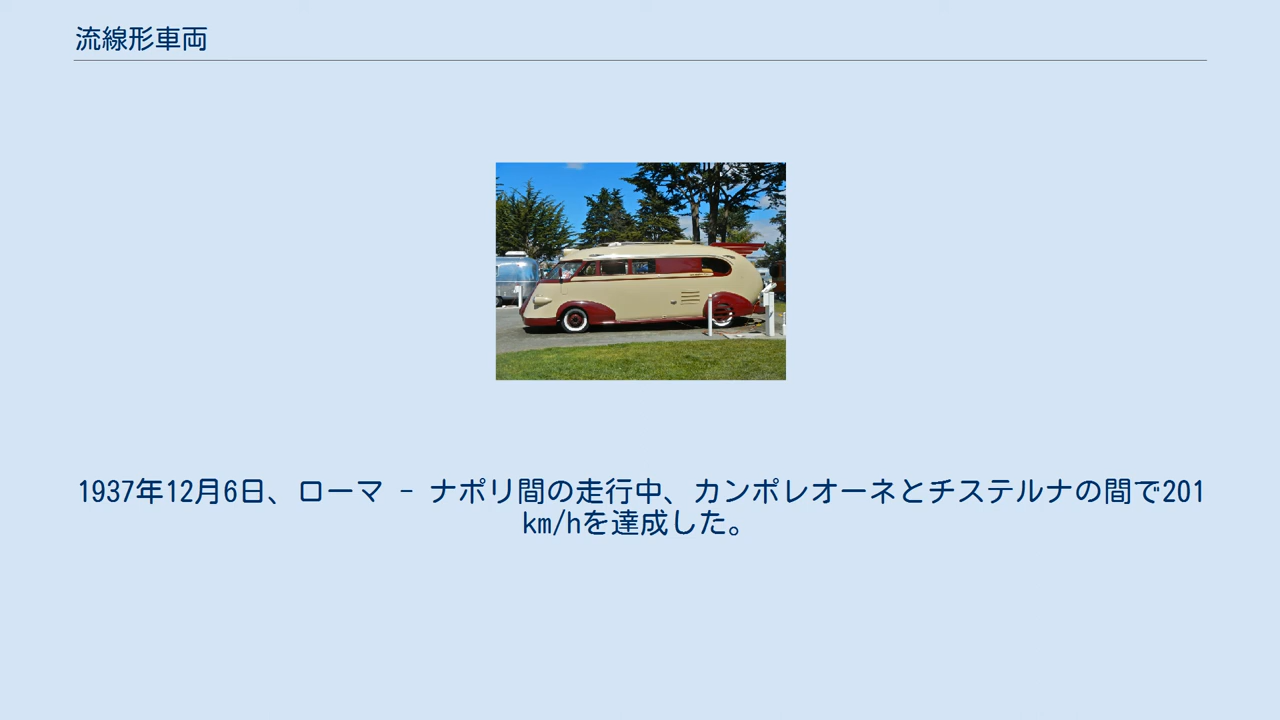 流線形車両
1937年12月6日、ローマ - ナポリ間の走行中、カンポレオーネとチステルナの間で201
km/hを達成した。